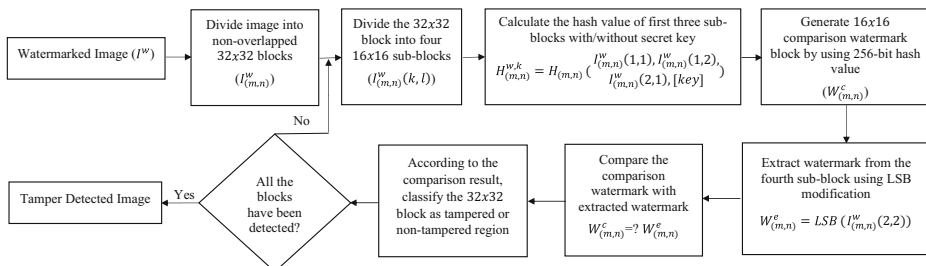 Watermarked Image (𝐼^𝑤)
Divide image into
non-overlapped
32𝑥32 blocks
(𝐼^𝑤_(𝑚,𝑛))
Divide the 32𝑥32
block into four
16𝑥16 sub-blocks
(𝐼^𝑤_(𝑚,𝑛)(𝑘, 𝑙))
Calculate the hash value of first three sub-
blocks with/without secret key
𝐻^{𝑤,𝑘}_(𝑚,𝑛) = 𝐻_(𝑚,𝑛) ( 𝐼^𝑤_(𝑚,𝑛)(1,1), 𝐼^𝑤_(𝑚,𝑛)(1,2),
𝐼^𝑤_(𝑚,𝑛)(2,1), [𝑘𝑒𝑦] )
Generate 16𝑥16
comparison watermark
block by using 256-bit hash
value
(𝑊^𝑐_(𝑚,𝑛))
No
Tamper Detected Image
Yes
All the
blocks
have been
detected?
According to the
comparison result,
classify the 32𝑥32
block as tampered or
non-tampered region
Compare the
comparison
watermark with
extracted watermark
𝑊^𝑐_(𝑚,𝑛)=? 𝑊^𝑒_(𝑚,𝑛)
Extract watermark from the
fourth sub-block using LSB
modification
𝑊^𝑒_(𝑚,𝑛) = 𝐿𝑆𝐵 (𝐼^𝑤_(𝑚,𝑛)(2,2))